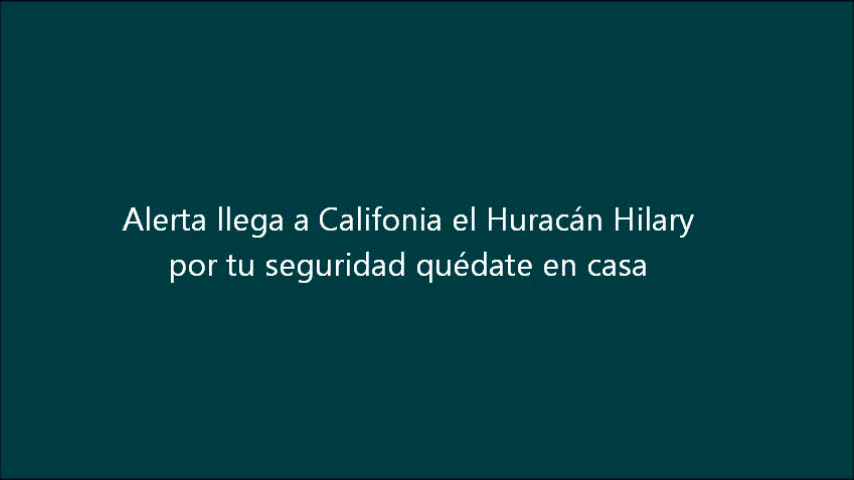 Alerta llega a Califonia el Huracán Hilary
por tu seguridad quédate en casa